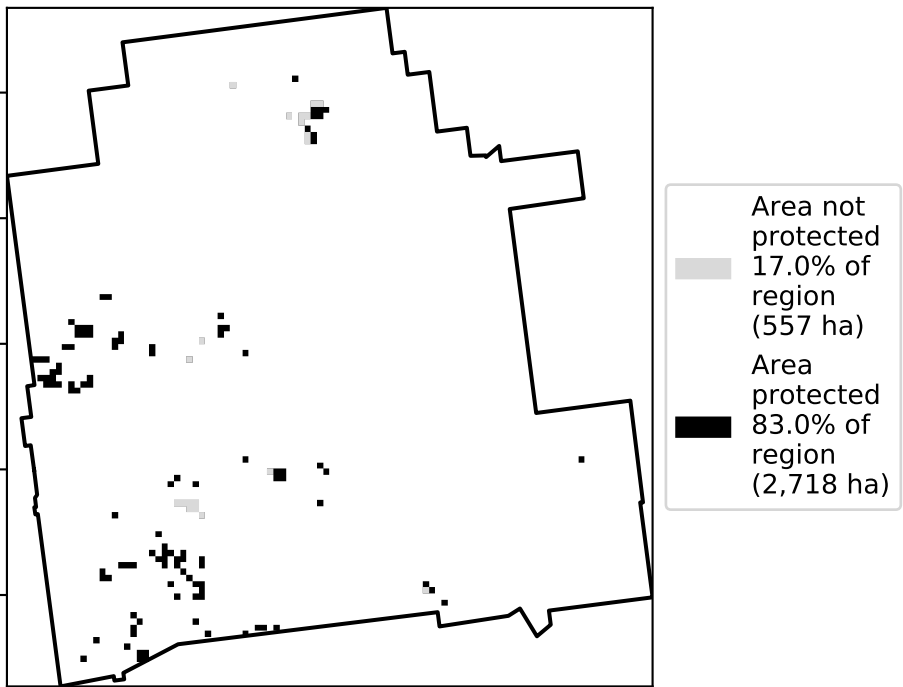 Area not
protected
17.0% of
region
(557 ha)
Area
protected
83.0% of
region
(2,718 ha)